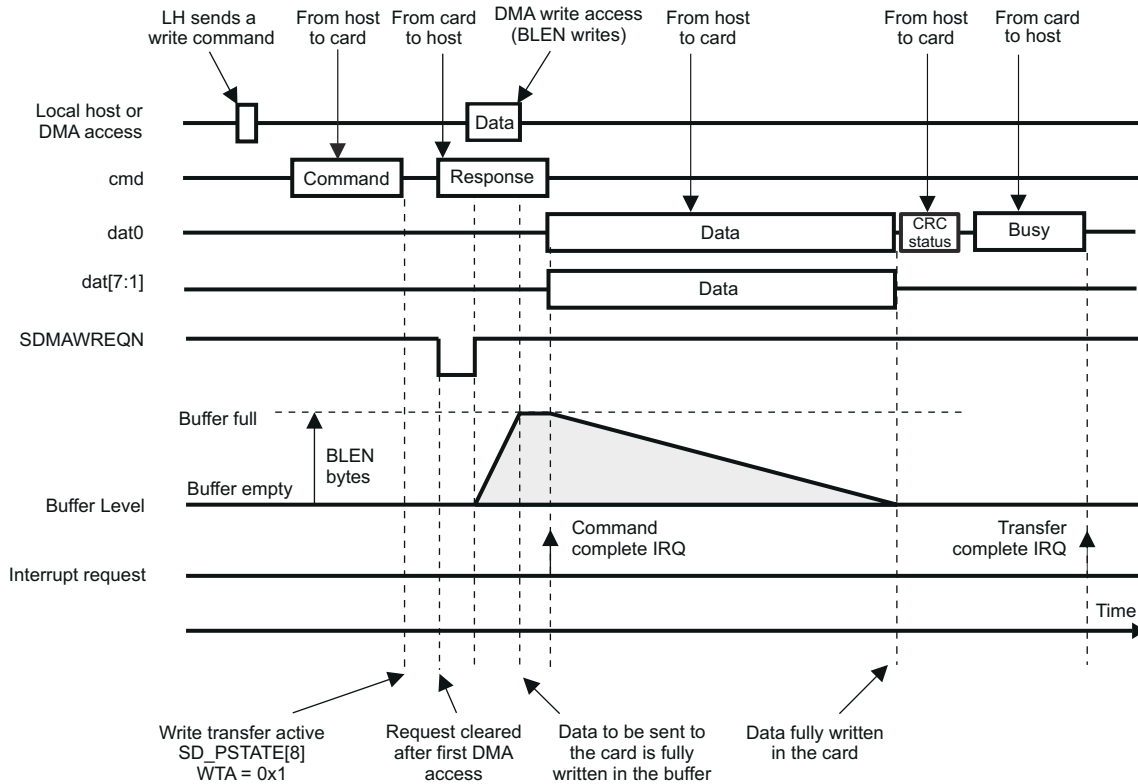 LH sends a
write command
From host
to card
From card
to host
DMA write access
(BLEN writes)
From host
to card
From host
to card
From card
to host
Local host or
DMA access
Data
cmd
Command
Response
dat0
Data
CRC
status
Busy
dat[7:1]
Data
SDMAWREQN
Buffer full
BLEN
bytes
Buffer empty
Buffer Level
Command
complete IRQ
Transfer
complete IRQ
Interrupt request
Time
Write transfer active
SD_PSTATE[8]
WTA = 0x1
Request cleared
after first DMA
access
Data to be sent to
the card is fully
written in the buffer
Data fully written
in the card